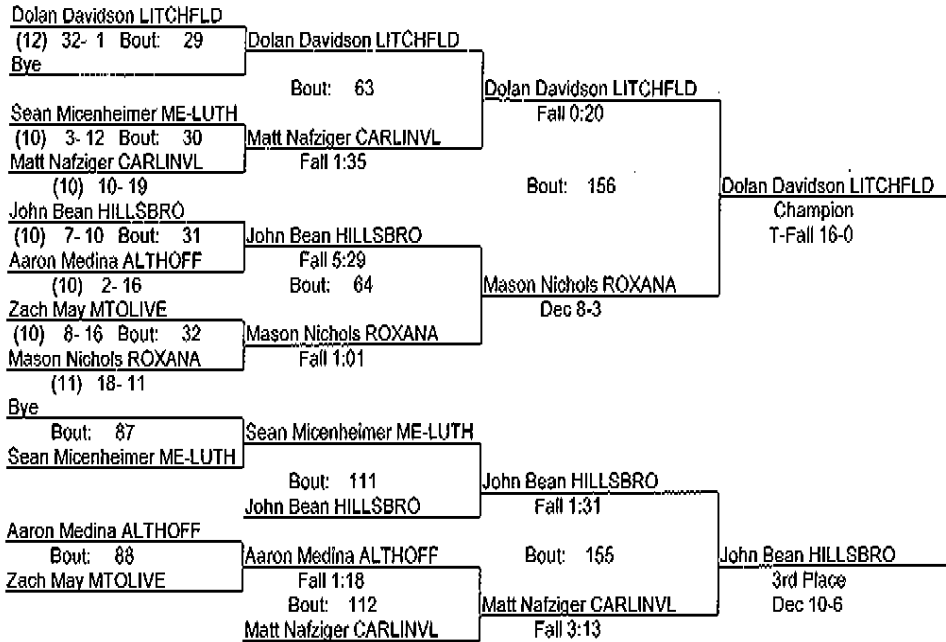 Dolan Davidson LITCHFLD
(12) 32- 1 Bout: 29
Bye
Dolan Davidson LITCHFLD
Bout: 63
Sean Micenheimer ME-LUTH
(10) 3- 12 Bout: 30
Matt Nafziger CARLINVL
(10) 10- 19
Matt Nafziger CARLINVL
Fall 1:35
Dolan Davidson LITCHFLD
Fall 0:20
Bout: 156
John Bean HILLSBRO
(10) 7- 10 Bout: 31
Aaron Medina ALTHOFF
(10) 2- 16
John Bean HILLSBRO
Fall 5:29
Bout: 64
Zach May MTOLIVE
(10) 8- 16 Bout: 32
Mason Nichols ROXANA
(11) 18- 11
Mason Nichols ROXANA
Fall 1:01
Mason Nichols ROXANA
Dec 8-3
Dolan Davidson LITCHFLD
Champion
T-Fall 16-0
Bye
Bout: 87
Sean Micenheimer ME-LUTH
Sean Micenheimer ME-LUTH
Bout: 111
John Bean HILLSBRO
John Bean HILLSBRO
Fall 1:31
Bout: 155
Aaron Medina ALTHOFF
Bout: 88
Zach May MTOLIVE
Aaron Medina ALTHOFF
Fall 1:18
Bout: 112
Matt Nafziger CARLINVL
Matt Nafziger CARLINVL
Fall 3:13
John Bean HILLSBRO
3rd Place
Dec 10-6